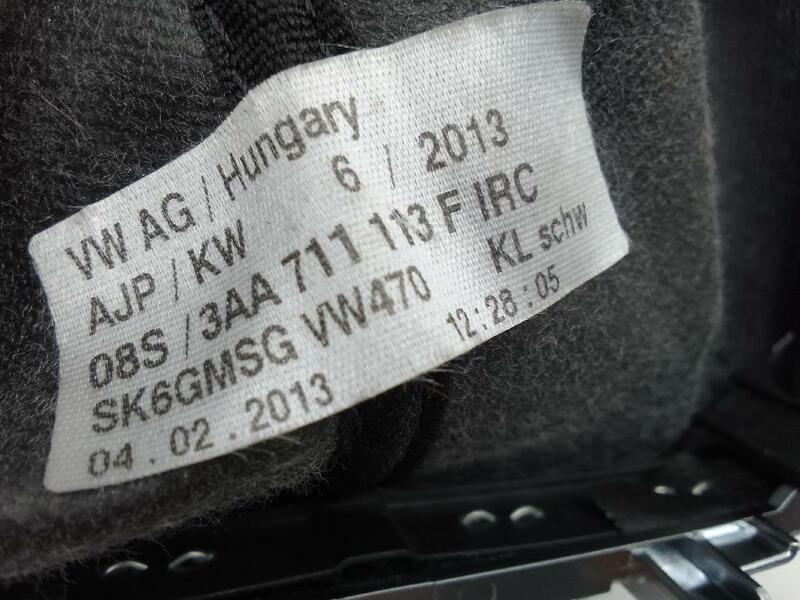 VW AG / Hungary
AJP / KW 6 / 2013
08S / 3AA 711 113 F IRC
SK6GMSG VW470 KL schw
04 . 02 . 2013 12:28:05